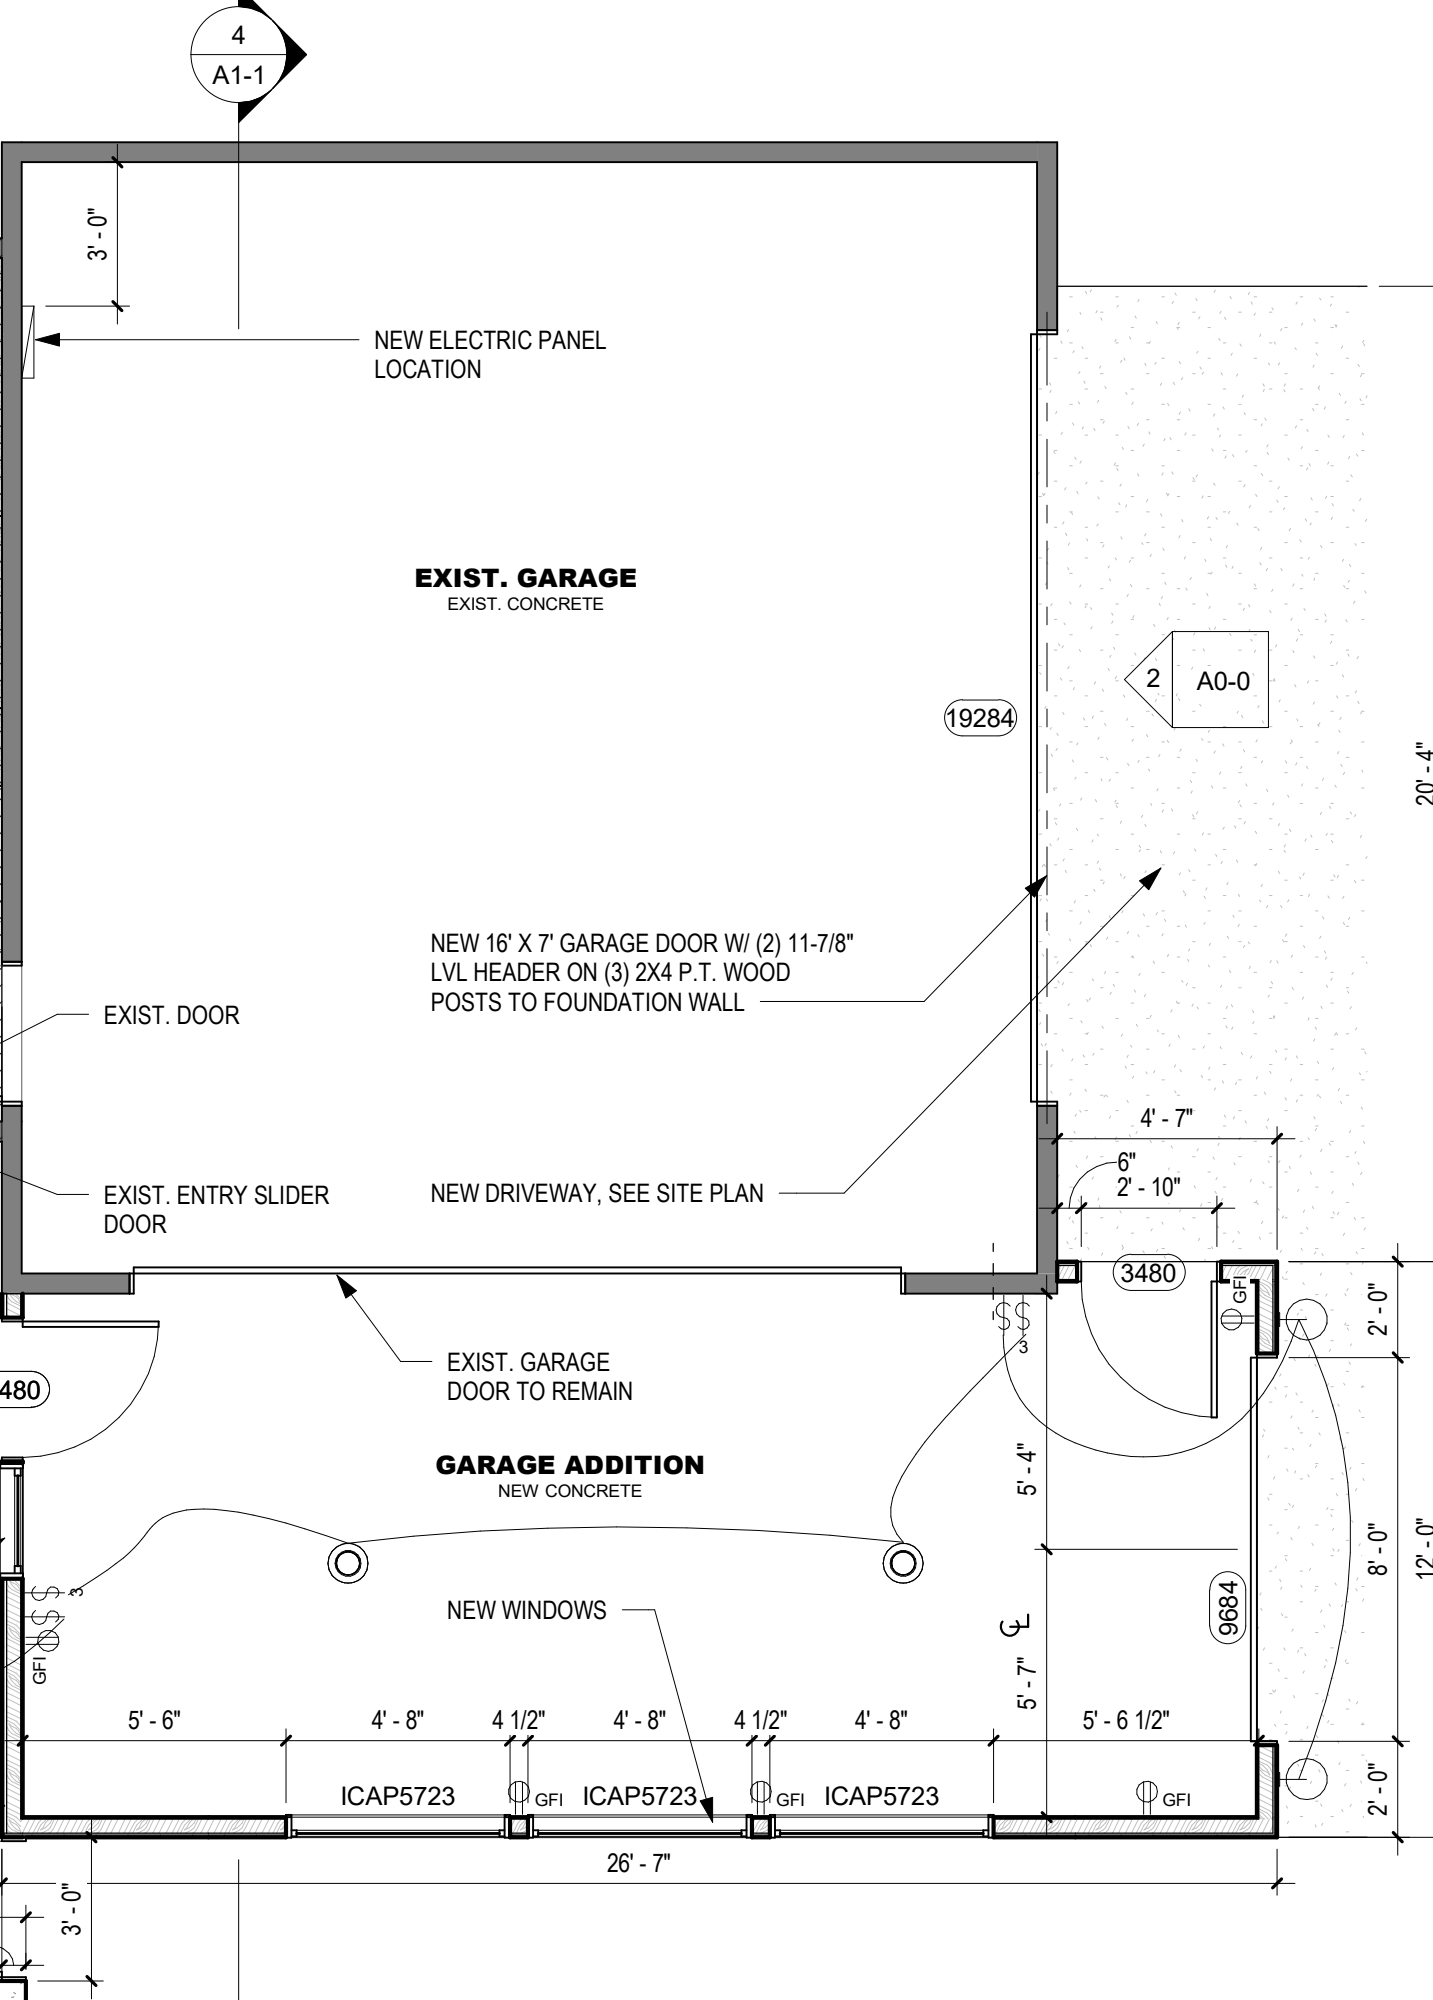 4
A1-1
3' - 0"
NEW ELECTRIC PANEL
LOCATION
EXIST. GARAGE
EXIST. CONCRETE
2
A0-0
19284
20' - 4"
NEW 16' X 7' GARAGE DOOR W/ (2) 11-7/8"
LVL HEADER ON (3) 2X4 P.T. WOOD
POSTS TO FOUNDATION WALL
EXIST. DOOR
4' - 7"
6"
2' - 10"
EXIST. ENTRY SLIDER
DOOR
NEW DRIVEWAY, SEE SITE PLAN
3480
GFI
2' - 0"
SS
3
EXIST. GARAGE
DOOR TO REMAIN
480
GARAGE ADDITION
NEW CONCRETE
5' - 4"
8' - 0"
12' - 0"
SS
3
GFI
NEW WINDOWS
9684
CL
5' - 7"
5' - 6"
4' - 8"
4 1/2"
4' - 8"
4 1/2"
4' - 8"
5' - 6 1/2"
ICAP5723
GFI
ICAP5723
GFI
ICAP5723
GFI
2' - 0"
26' - 7"
3' - 0"